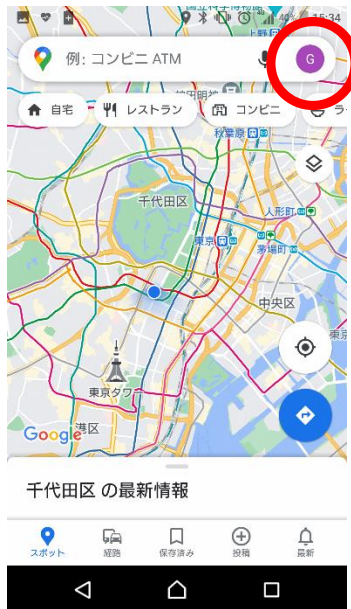 40% 15:34
上野
例: コンビニ ATM
G
自宅
レストラン
コンビニ
秋葉原
千代田区
人形町
東京
茅場町
中央区
東京タワー
Google
港区
千代田区 の最新情報
スポット
経路
保存済み
投稿
最新